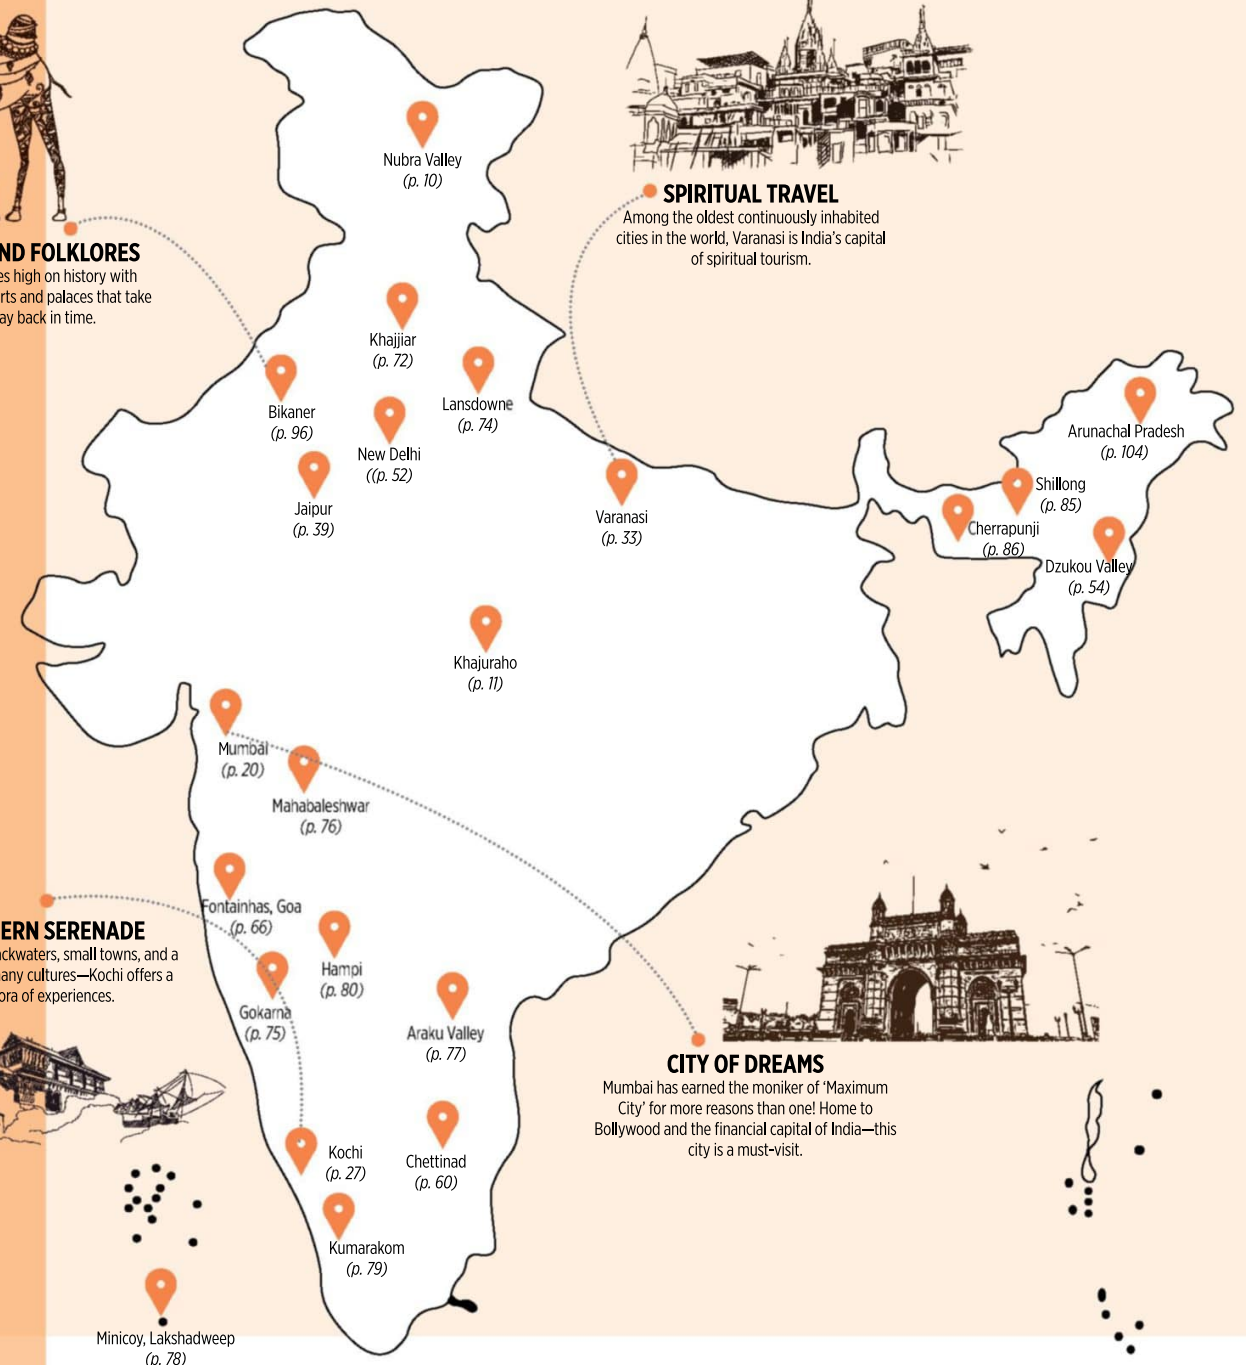 Nubra Valley
(p. 10)
SPIRITUAL TRAVEL
Among the oldest continuously inhabited
cities in the world, Varanasi is India's capital
of spiritual tourism.
ND FOLKLORES
es high on history with
rts and palaces that take
ay back in time.
Khajjiar
(p. 72)
Bikaner
(p. 96)
Lansdowne
(p. 74)
New Delhi
((p. 52)
Jaipur
(p. 39)
Varanasi
(p. 33)
Arunachal Pradesh
(p. 104)
Shillong
(p. 85)
Cherrapunji
(p. 86)
Dzukou Valley
(p. 54)
Khajuraho
(p. 11)
Mumbai
(p. 20)
Mahabaleshwar
(p. 76)
Fontainhas, Goa
(p. 66)
ERN SERENADE
ackwaters, small towns, and a
nany cultures—Kochi offers a
ora of experiences.
Hampi
(p. 80)
Gokarna
(p. 75)
Araku Valley
(p. 77)
CITY OF DREAMS
Mumbai has earned the moniker of 'Maximum
City' for more reasons than one! Home to
Bollywood and the financial capital of India—this
city is a must-visit.
Kochi
(p. 27)
Chettinad
(p. 60)
Kumarakom
(p. 79)
Minicoy, Lakshadweep
(p. 78)